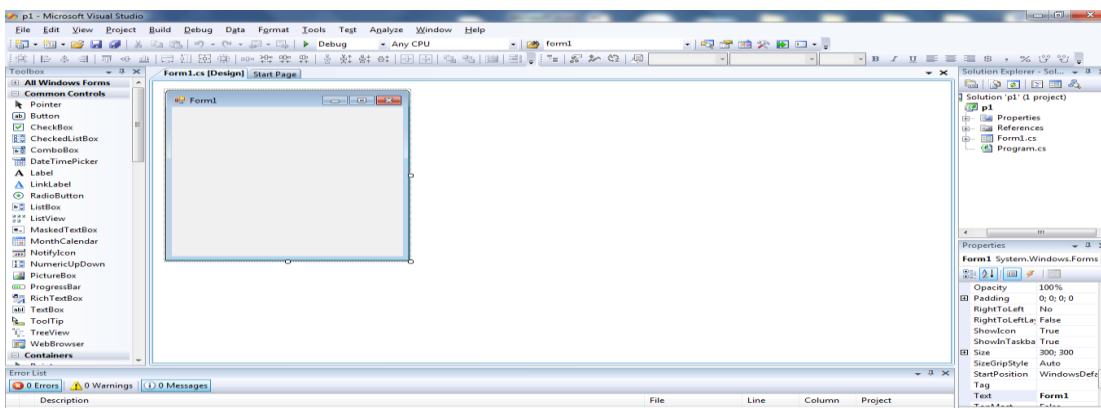 p1 - Microsoft Visual Studio
File Edit View Project Build Debug Data Format Tools Test Analyze Window Help
Debug Any CPU form1
Toolbox
All Windows Forms
Common Controls
Pointer
Button
CheckBox
CheckedListBox
ComboBox
DateTimePicker
Label
LinkLabel
RadioButton
ListBox
ListView
MaskedTextBox
MonthCalendar
NotifyIcon
NumericUpDown
PictureBox
ProgressBar
RichTextBox
TextBox
ToolTip
TreeView
WebBrowser
Containers
Form1.cs [Design] Start Page
Form1
Solution Explorer - Sol...
Solution 'p1' (1 project)
p1
Properties
References
Form1.cs
Program.cs
Properties
Form1 System.Windows.Forms
Opacity 100%
Padding 0; 0; 0; 0
RightToLeft No
RightToLeftLa False
ShowIcon True
ShowInTaskba True
Size 300; 300
SizeGripStyle Auto
StartPosition WindowsDefa
Tag
Text Form1
Error List
0 Errors 0 Warnings 0 Messages
Description File Line Column Project